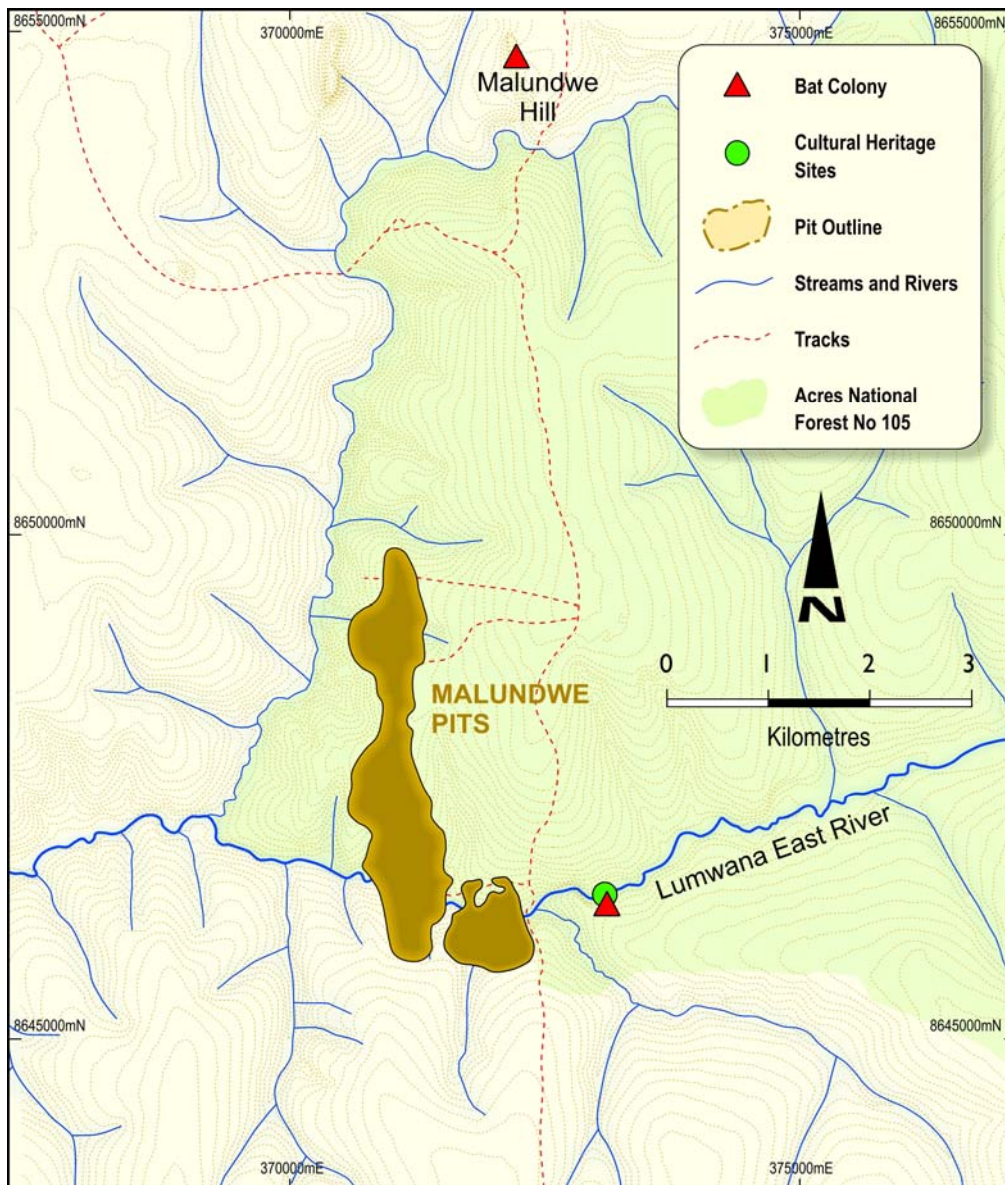 8655000mN
370000mE
375000mE
8655000mN
Malundwe
Hill
Bat Colony
Cultural Heritage
Sites
Pit Outline
Streams and Rivers
Tracks
Acres National
Forest No 105
8650000mN
8650000mN
N
0 1 2 3
Kilometres
MALUNDWE
PITS
Lumwana East River
8645000mN
8645000mN
370000mE
375000mE